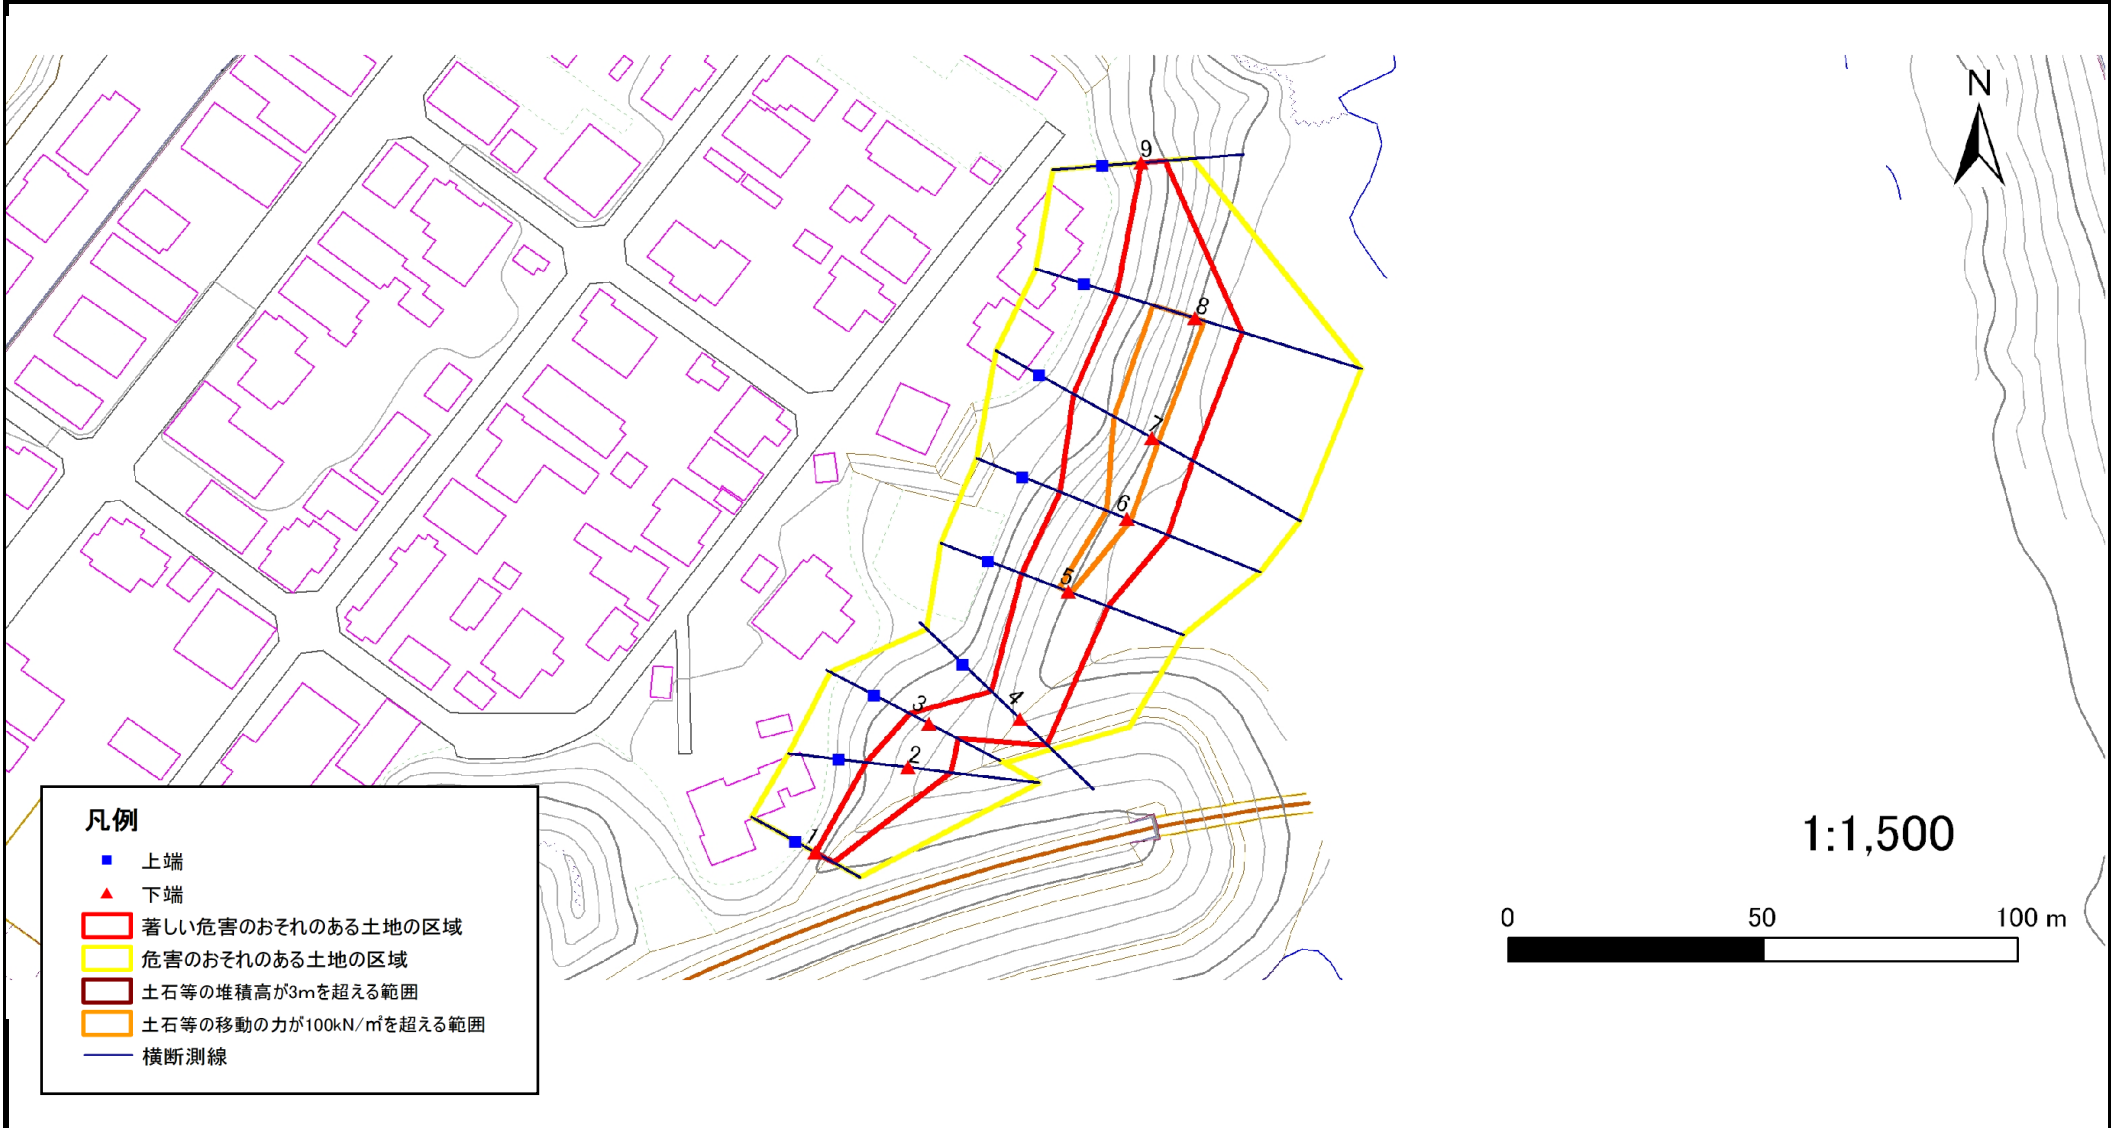 N
9
8
7
6
5
4
3
2
1
凡例
上端
下端
著しい危害のおそれのある土地の区域
危害のおそれのある土地の区域
土石等の堆積高が3mを超える範囲
土石等の移動の力が100kN/㎡を超える範囲
横断測線
1:1,500
0 50 100 m